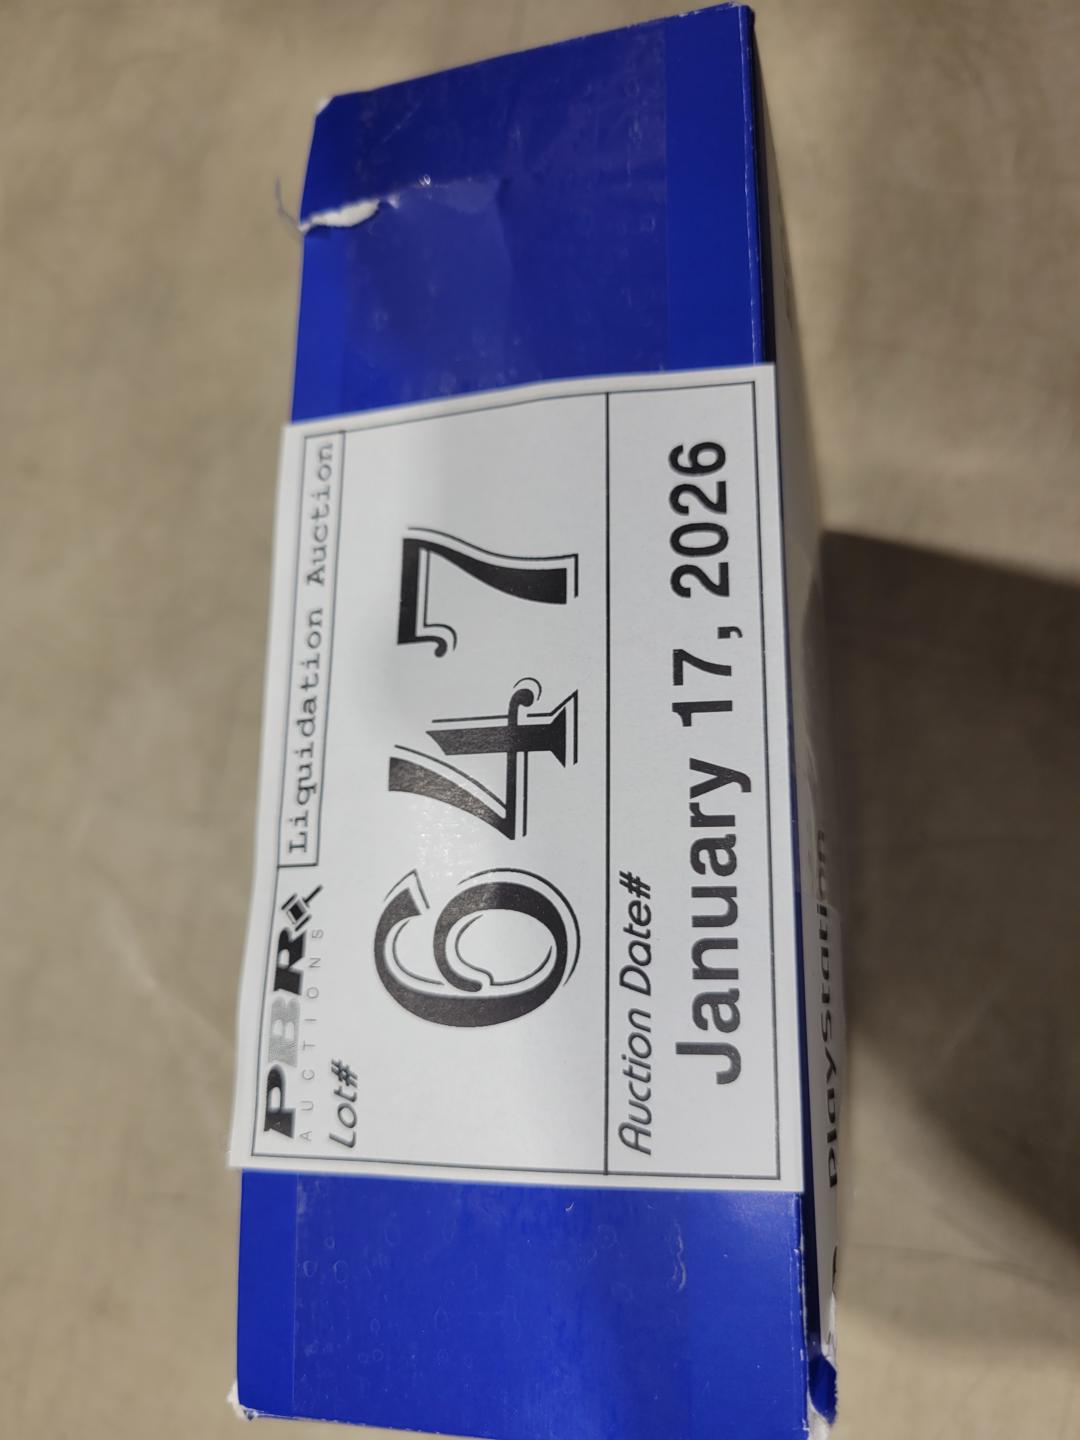 PBR
AUCTIONS
Liquidation Auction
Lot#
647
Auction Date#
January 17, 2026
PlayStation